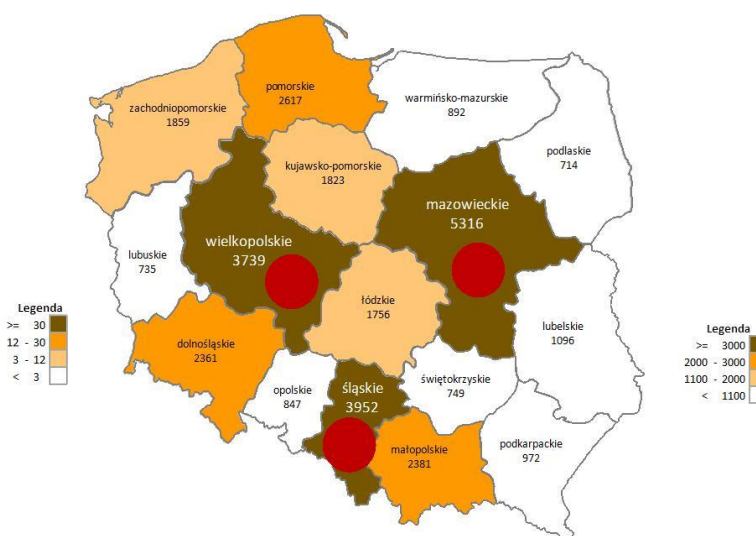 pomorskie
2617
zachodniopomorskie
1859
warmińsko-mazurskie
892
podlaskie
714
kujawsko-pomorskie
1823
mazowieckie
5316
wielkopolskie
3739
lubuskie
735
łódzkie
1756
lubelskie
1096
Legenda
>= 30
12 - 30
3 - 12
< 3
dolnośląskie
2361
opolskie
847
śląskie
3952
świętokrzyskie
749
Legenda
>= 3000
2000 - 3000
1100 - 2000
< 1100
małopolskie
2381
podkarpackie
972